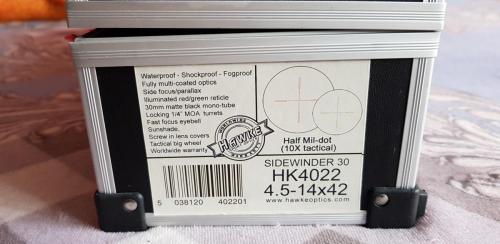 Waterproof - Shockproof - Fogproof
Fully multi-coated optics
Side focus/parallax
Illuminated red/green reticle
30mm matte black mono-tube
Locking 1/4" MOA turrets
Fast focus eyebell
Sunshade,
Screw in lens covers
Tactical big wheel
Worldwide warranty
WORLDWIDE
HAWKE
WARRANTY
Half Mil-dot
(10X tactical)
SIDEWINDER 30
HK4022
4.5-14x42
www.hawkeoptics.com
5 038120 402201